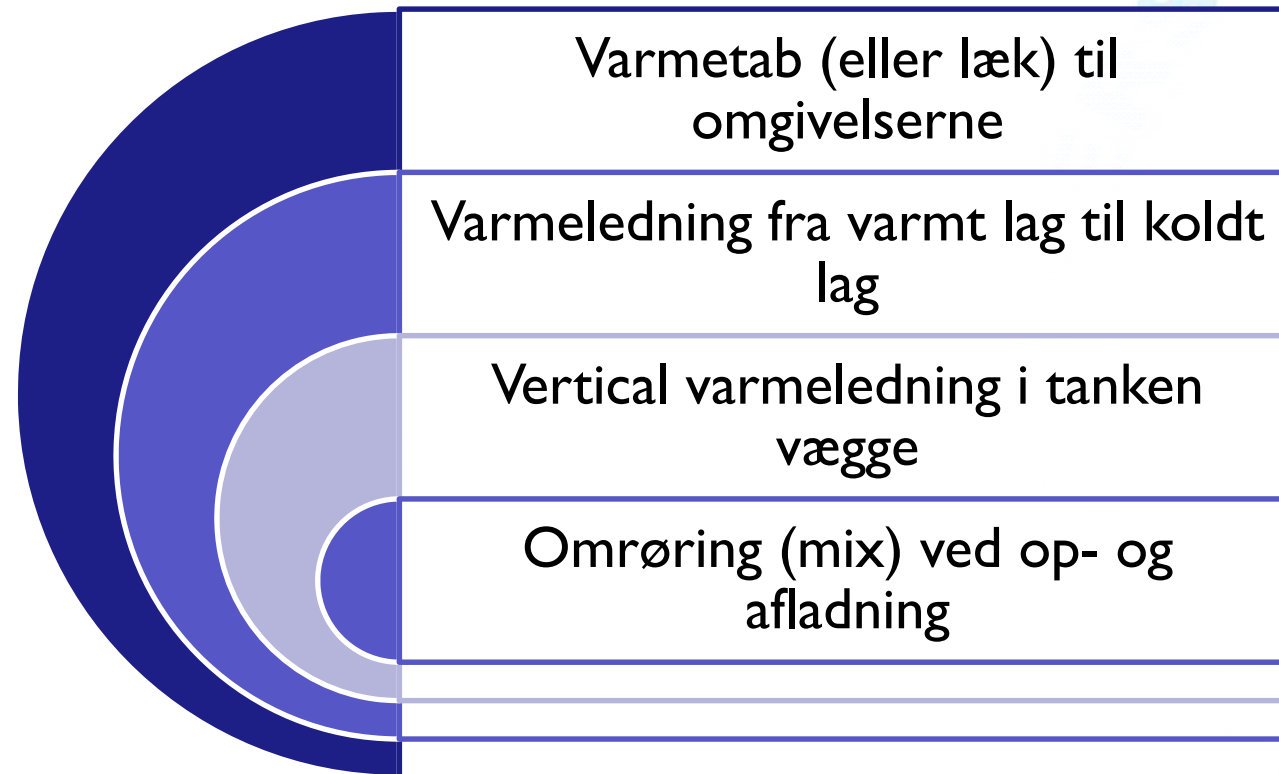 Varmetab (eller læk) til
omgivelserne
Varmeledning fra varmt lag til koldt
lag
Vertical varmeledning i tanken
vægge
Omrøring (mix) ved op- og
afladning